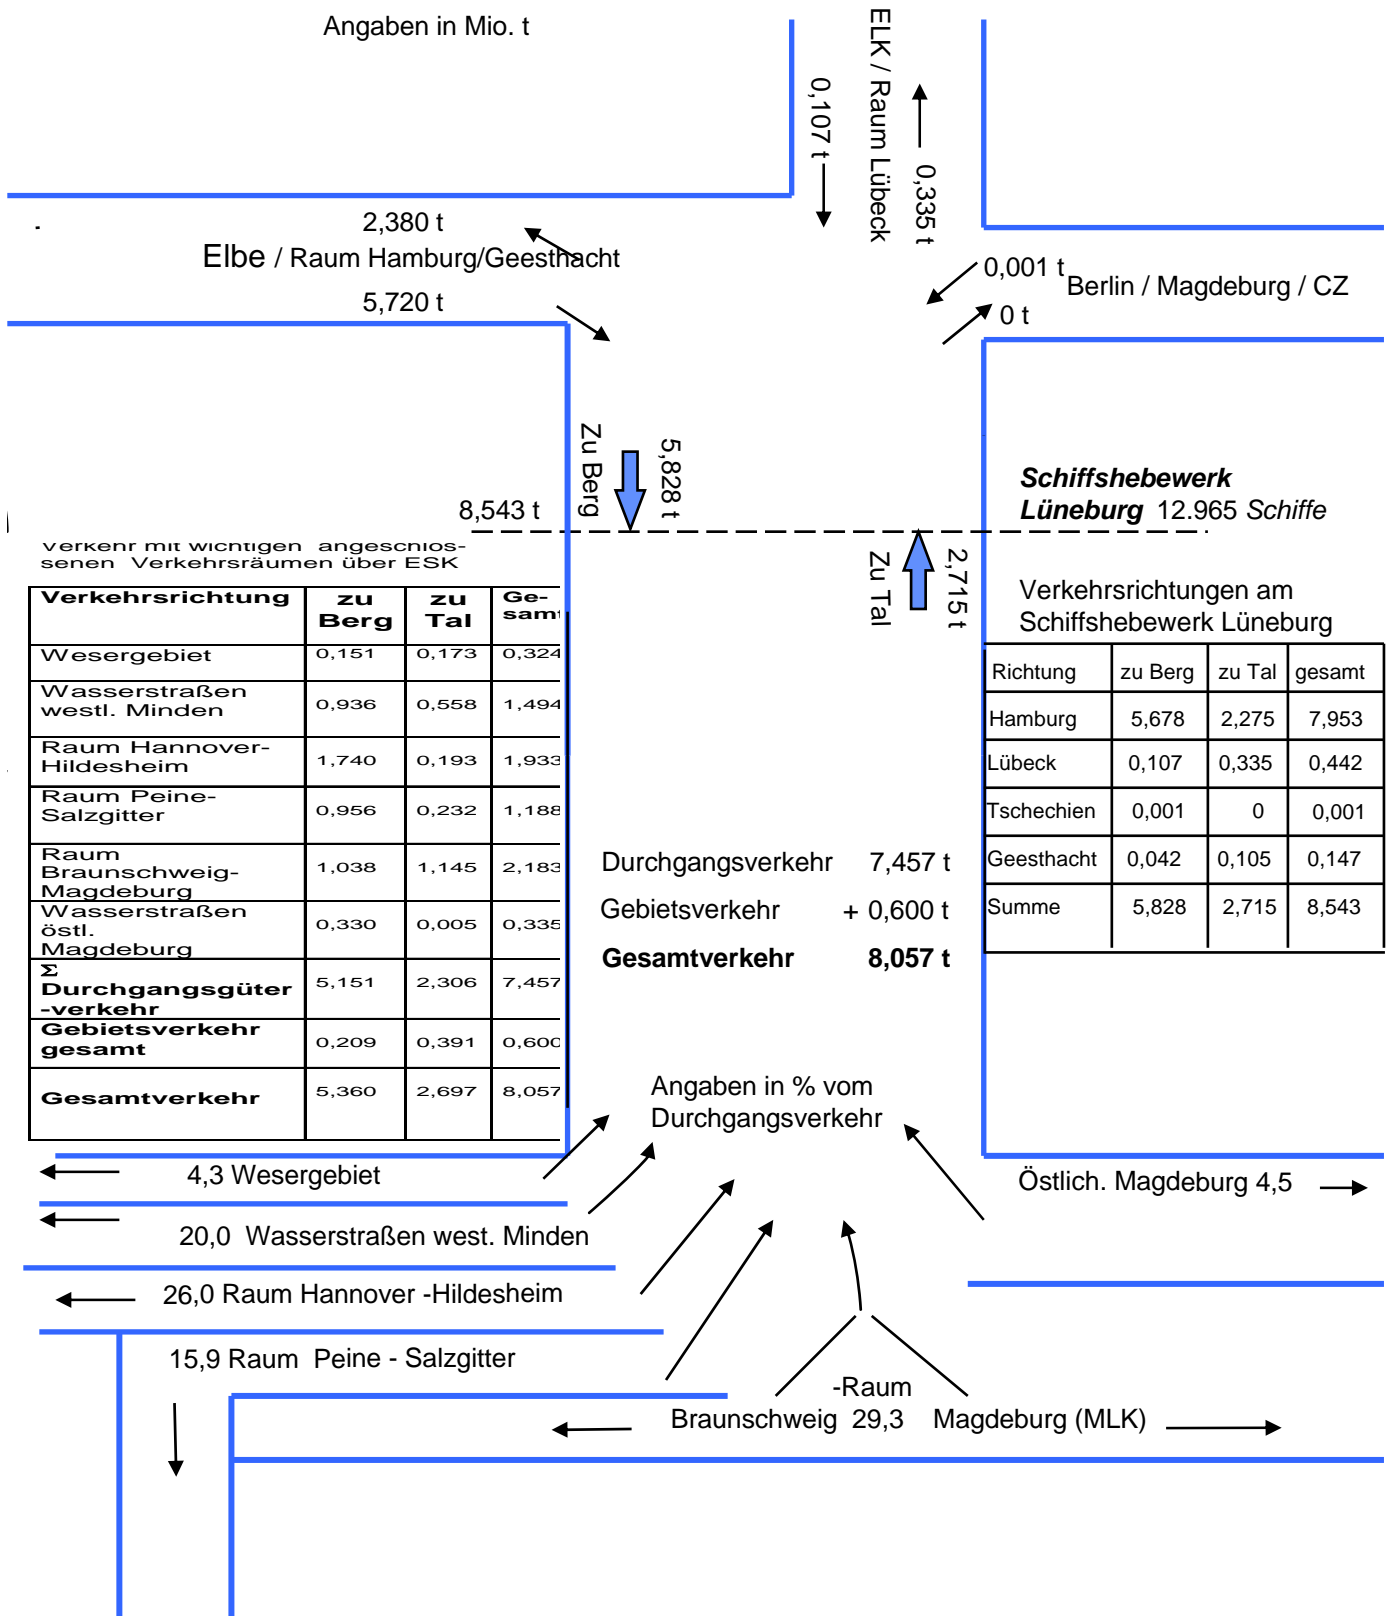 Angaben in Mio. t
ELK / Raum Lübeck
0,107 t
0,335 t
2,380 t
Elbe / Raum Hamburg/Geesthacht
5,720 t
0,001 t
Berlin / Magdeburg / CZ
0 t
Zu Berg
5,828 t
8,543 t
Schiffshebewerk
Lüneburg 12.965 Schiffe
Zu Tal
2,715 t
Verkehr mit wichtigen angeschlos-
senen Verkehrsräumen über ESK
Verkehrsrichtung zu Berg zu Tal Ge-samt
Wesergebiet 0,151 0,173 0,324
Wasserstraßen westl. Minden 0,936 0,558 1,494
Raum Hannover-Hildesheim 1,740 0,193 1,933
Raum Peine-Salzgitter 0,956 0,232 1,188
Raum Braunschweig-Magdeburg 1,038 1,145 2,183
Wasserstraßen östl. Magdeburg 0,330 0,005 0,335
Σ Durchgangsgüter-verkehr 5,151 2,306 7,457
Gebietsverkehr gesamt 0,209 0,391 0,600
Gesamtverkehr 5,360 2,697 8,057
Verkehrsrichtungen am
Schiffshebewerk Lüneburg
Richtung zu Berg zu Tal gesamt
Hamburg 5,678 2,275 7,953
Lübeck 0,107 0,335 0,442
Tschechien 0,001 0 0,001
Geesthacht 0,042 0,105 0,147
Summe 5,828 2,715 8,543
Durchgangsverkehr 7,457 t
Gebietsverkehr + 0,600 t
Gesamtverkehr 8,057 t
Angaben in % vom
Durchgangsverkehr
4,3 Wesergebiet
Östlich. Magdeburg 4,5
20,0 Wasserstraßen west. Minden
26,0 Raum Hannover -Hildesheim
15,9 Raum Peine - Salzgitter
-Raum
Braunschweig 29,3 Magdeburg (MLK)